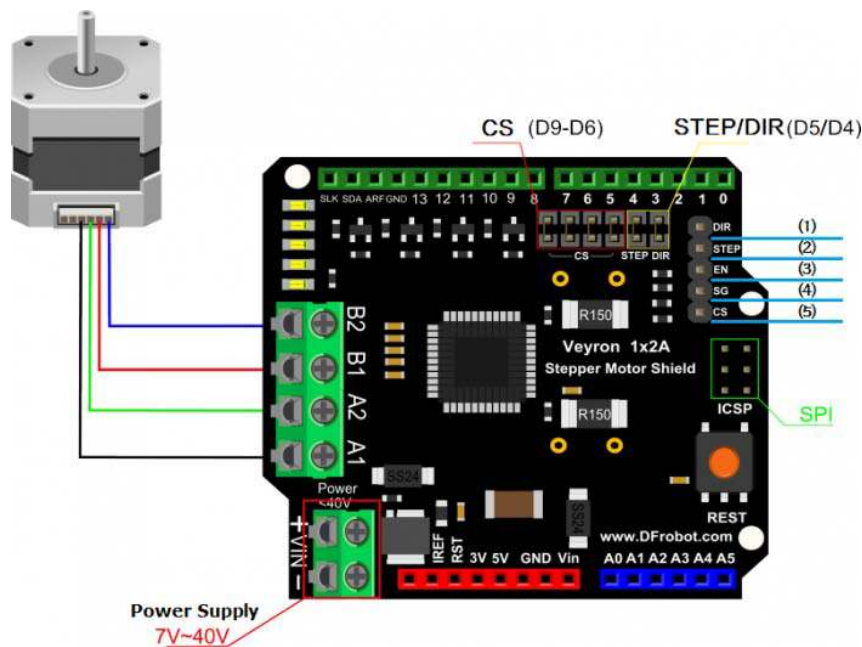 CS (D9-D6)
STEP/DIR(D5/D4)
SLK SDA ARF GND 13 12 11 10 9 8
7 6 5 4 3 2 1 0
CS
STEP DIR
DIR (1)
STEP (2)
EN (3)
SG (4)
CS (5)
B2
B1
A2
A1
R150
Veyron 1x2A
Stepper Motor Shield
ICSP
SPI
R150
Power
<40V
SS24
SS24
REST
www.DFrobot.com
+ VIN -
IREF RST 3V 5V GND Vin
A0 A1 A2 A3 A4 A5
Power Supply
7V~40V